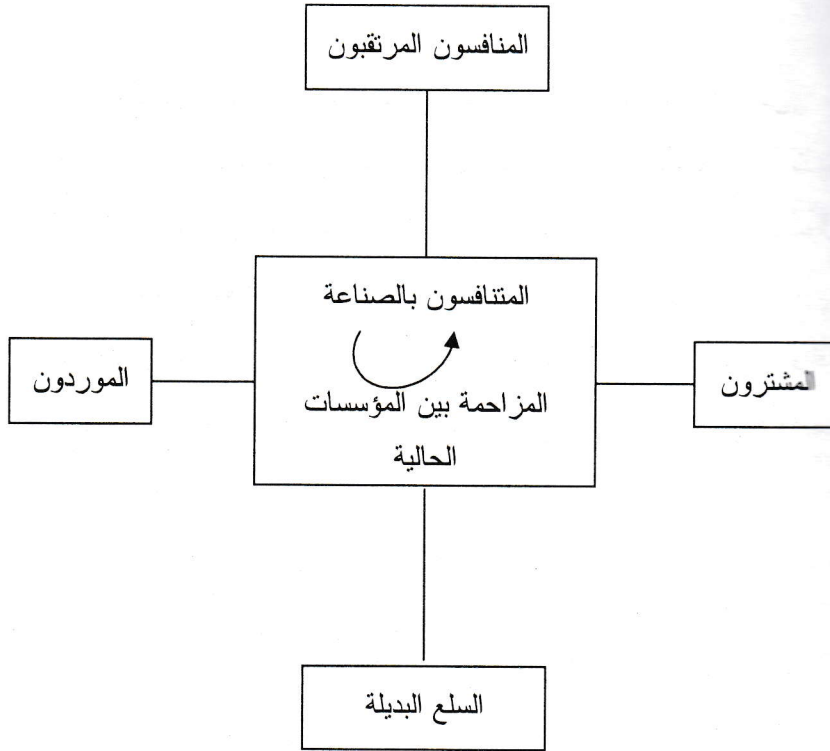 المنافسون المرتقبون
المتنافسون بالصناعة
المشترون
الموردون
المزاحمة بين المؤسسات
الحالية
السلع البديلة